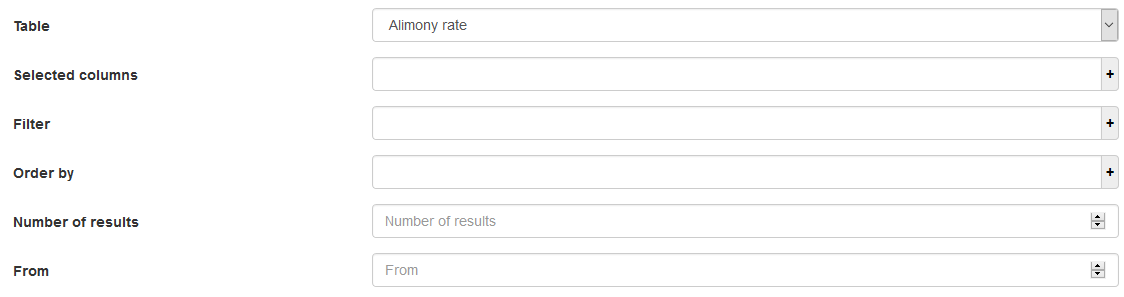 Table Alimony rate
Selected columns +
Filter +
Order by +
Number of results Number of results
From From